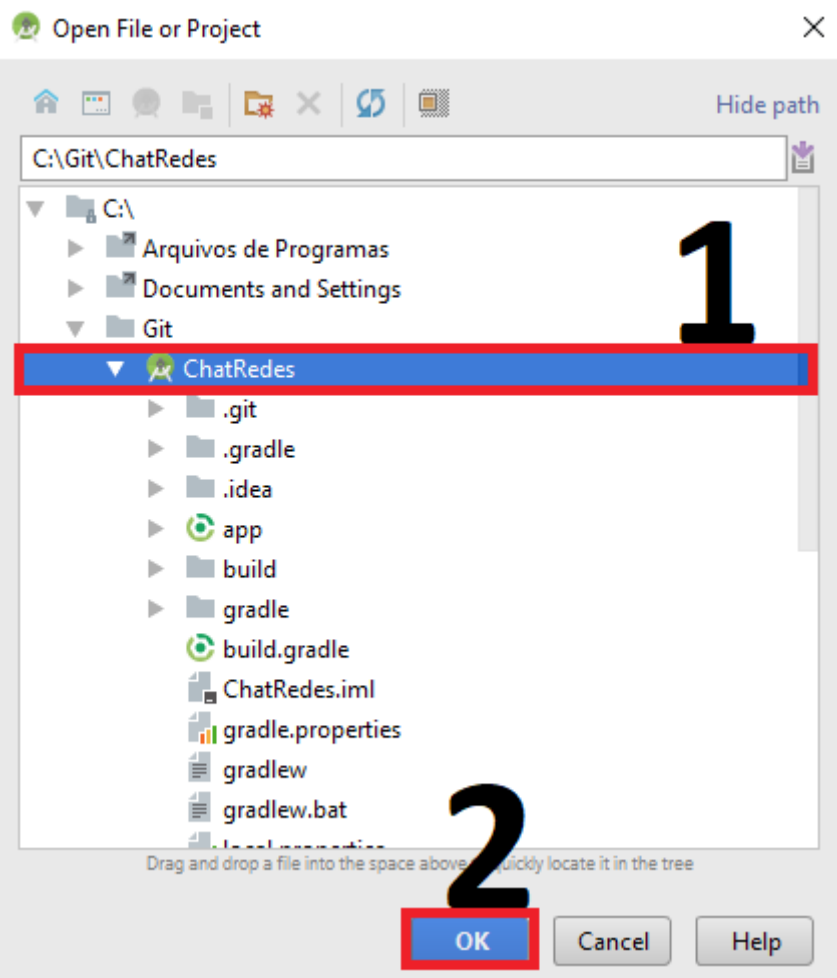 Open File or Project
Hide path
C:\Git\ChatRedes
C:\
Arquivos de Programas
Documents and Settings
1
Git
ChatRedes
.git
.gradle
.idea
app
build
gradle
build.gradle
ChatRedes.iml
gradle.properties
gradlew
gradlew.bat
local.properties
2
Drag and drop a file into the space above quickly locate it in the tree
OK
Cancel
Help